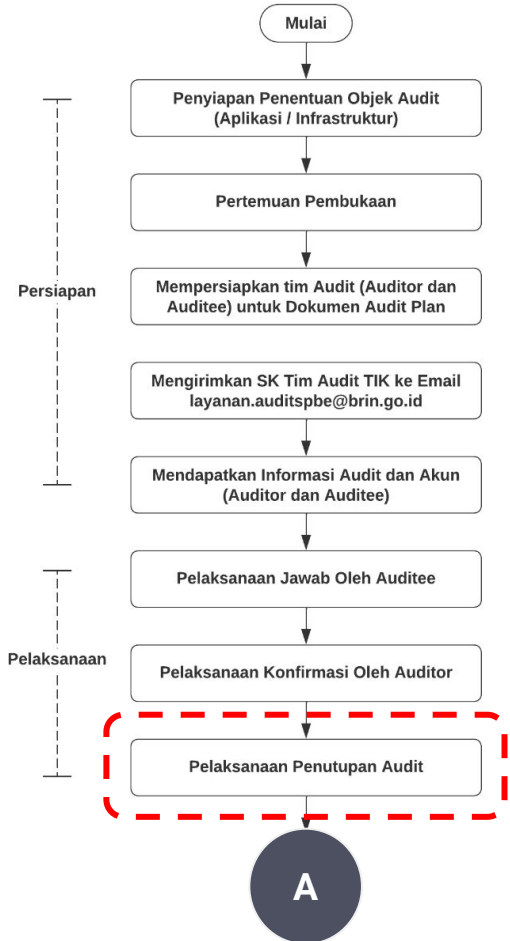 Mulai
Penyiapan Penentuan Objek Audit
(Aplikasi / Infrastruktur)
Pertemuan Pembukaan
Persiapan
Mempersiapkan tim Audit (Auditor dan
Auditee) untuk Dokumen Audit Plan
Mengirimkan SK Tim Audit TIK ke Email
layanan.auditspbe@brin.go.id
Mendapatkan Informasi Audit dan Akun
(Auditor dan Auditee)
Pelaksanaan Jawab Oleh Auditee
Pelaksanaan
Pelaksanaan Konfirmasi Oleh Auditor
Pelaksanaan Penutupan Audit
A